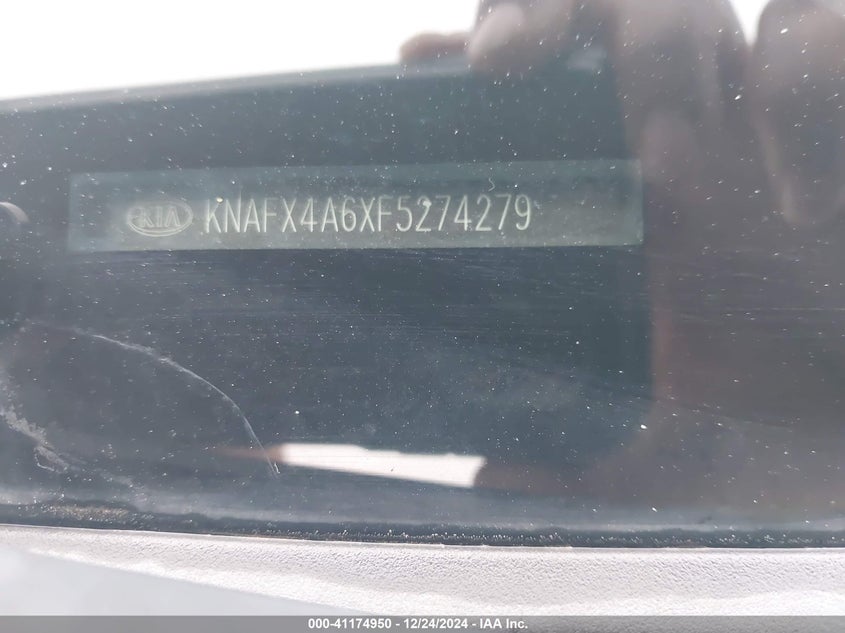 KIA KNAFX4A6XF5274279
000-41174950 - 12/24/2024 - IAA Inc.